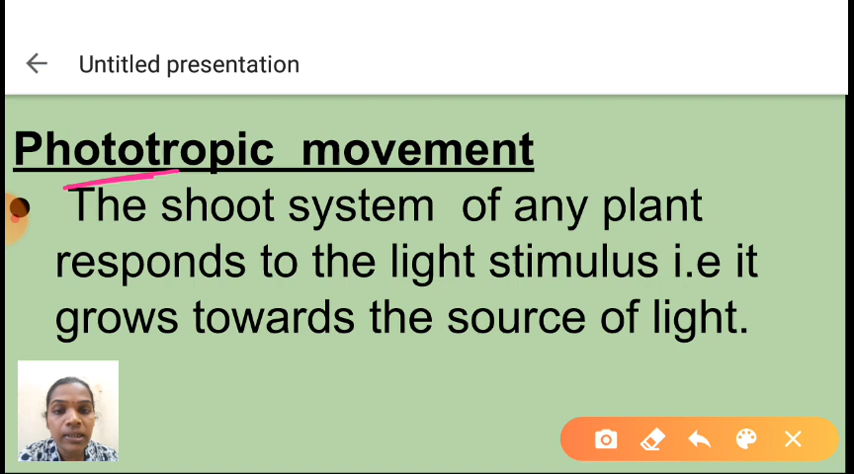 Untitled presentation
Phototropic movement
The shoot system of any plant
responds to the light stimulus i.e it
grows towards the source of light.